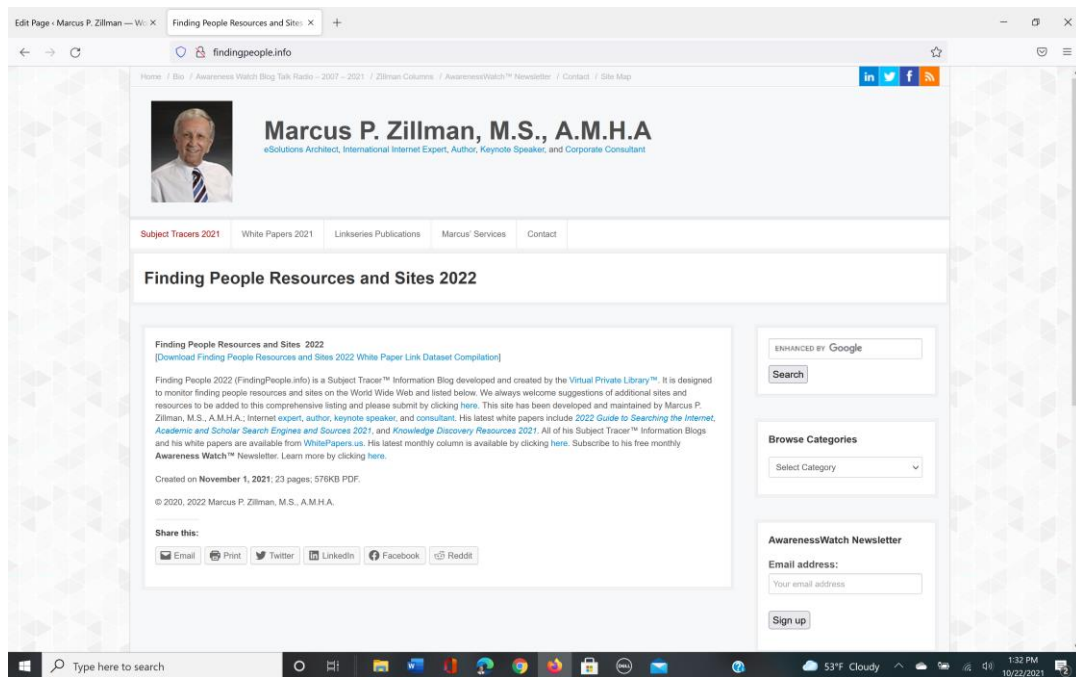 Edit Page ‹ Marcus P. Zillman — Wo
Finding People Resources and Sites
findingpeople.info
Home / Bio / Awareness Watch Blog Talk Radio – 2007 – 2021 / Zillman Columns / AwarenessWatch™ Newsletter / Contact / Site Map
Marcus P. Zillman, M.S., A.M.H.A
eSolutions Architect, International Internet Expert, Author, Keynote Speaker, and Corporate Consultant
Subject Tracers 2021 White Papers 2021 Linkseries Publications Marcus' Services Contact
Finding People Resources and Sites 2022
Finding People Resources and Sites 2022
[Download Finding People Resources and Sites 2022 White Paper Link Dataset Compilation]
Finding People 2022 (FindingPeople.info) is a Subject Tracer™ Information Blog developed and created by the Virtual Private Library™. It is designed
to monitor finding people resources and sites on the World Wide Web and listed below. We always welcome suggestions of additional sites and
resources to be added to this comprehensive listing and please submit by clicking here. This site has been developed and maintained by Marcus P.
Zillman, M.S., A.M.H.A.; Internet expert, author, keynote speaker, and consultant. His latest white papers include 2022 Guide to Searching the Internet,
Academic and Scholar Search Engines and Sources 2021, and Knowledge Discovery Resources 2021. All of his Subject Tracer™ Information Blogs
and his white papers are available from WhitePapers.us. His latest monthly column is available by clicking here. Subscribe to his free monthly
Awareness Watch™ Newsletter. Learn more by clicking here.
Created on November 1, 2021; 23 pages; 576KB PDF.
© 2020, 2022 Marcus P. Zillman, M.S., A.M.H.A.
Share this:
Email Print Twitter LinkedIn Facebook Reddit
ENHANCED BY Google
Search
Browse Categories
Select Category
AwarenessWatch Newsletter
Email address:
Your email address
Sign up
Type here to search
DELL
53°F Cloudy
1:32 PM
10/22/2021
2